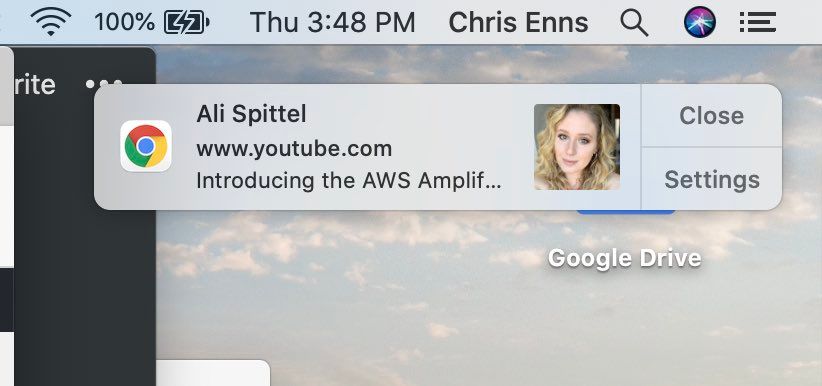 100%
Thu 3:48 PM
Chris Enns
rite
Ali Spittel
www.youtube.com
Introducing the AWS Amplif...
Close
Settings
Google Drive